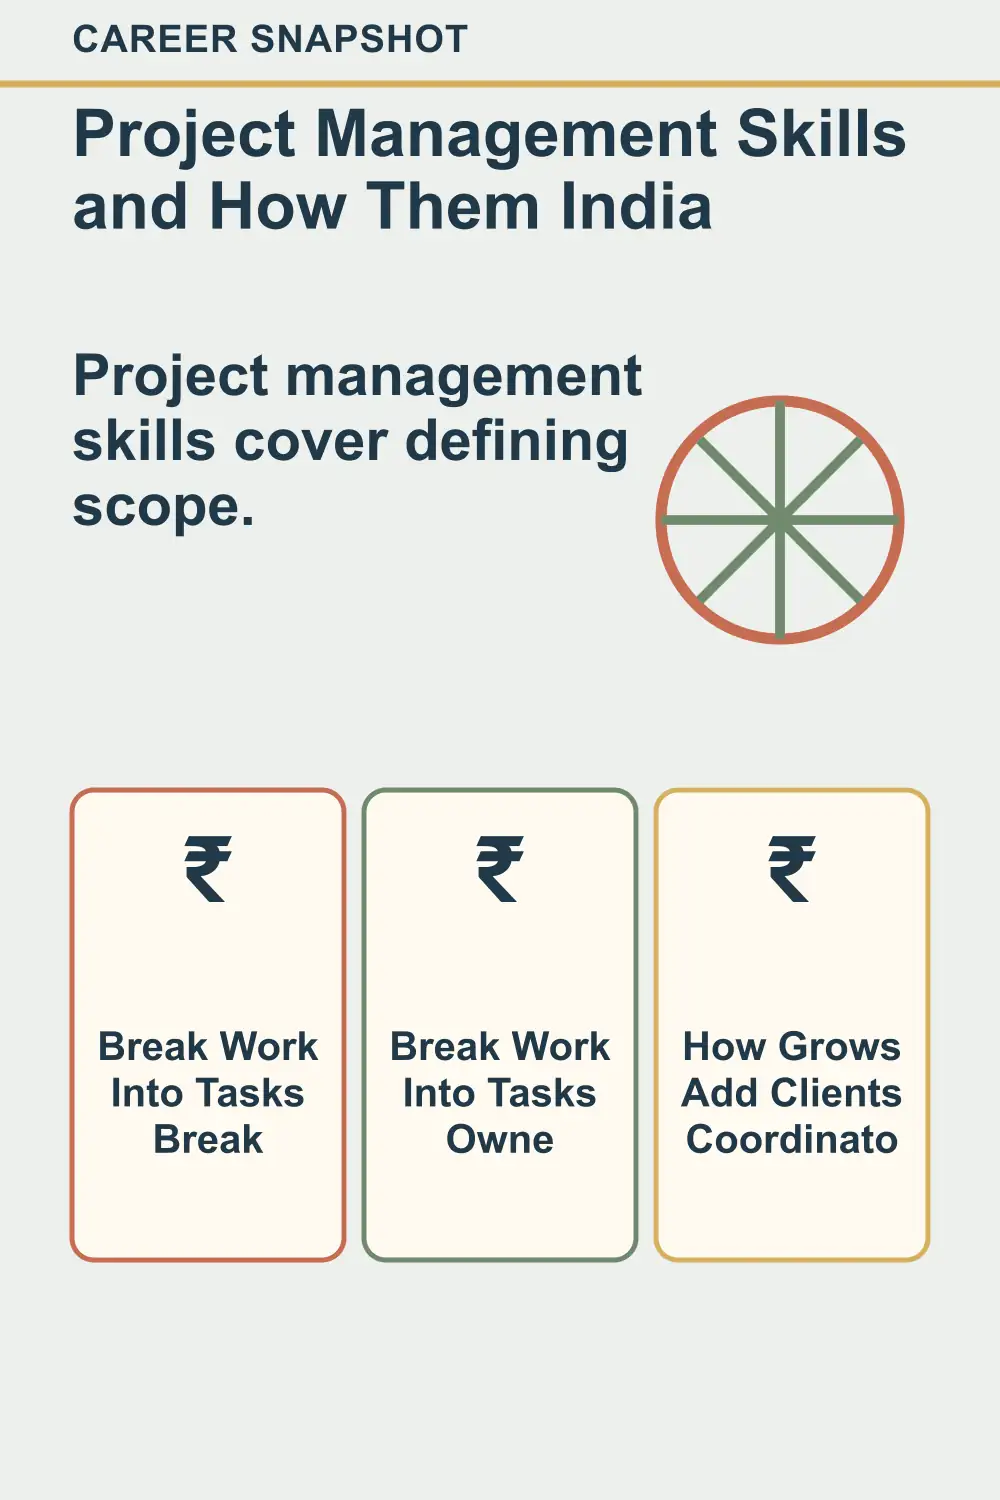 CAREER SNAPSHOT
Project Management Skills
and How Them India
Project management
skills cover defining
scope.
₹ ₹ ₹
Break Work
Into Tasks
Break
Break Work
Into Tasks
Owne
How Grows
Add Clients
Coordinato